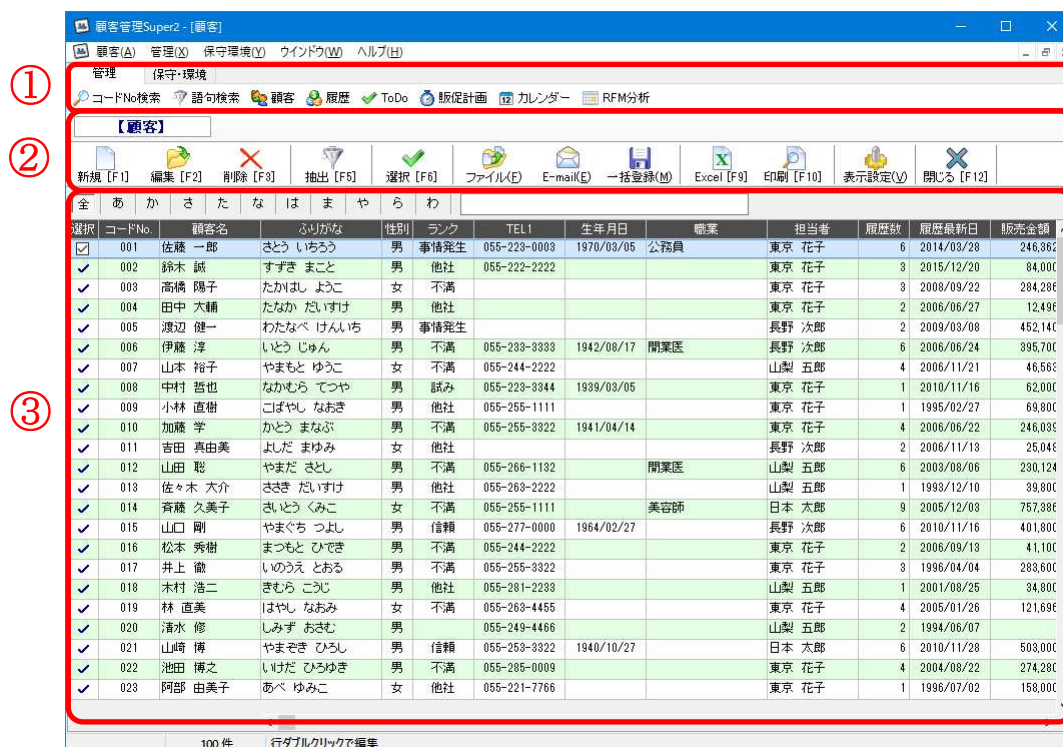 顧客管理Super2 - [顧客]
顧客(A) 管理(X) 保守環境(Y) ウインドウ(W) ヘルプ(H)
① 管理 保守・環境
コードNo検索 語句検索 顧客 履歴 ToDo 販促計画 12 カレンダー RFM分析
② 【顧客】
新規 [F1] 編集 [F2] 削除 [F3] 抽出 [F5] 選択 [F6] ファイル(F) E-mail(E) 一括登録(M) Excel [F9] 印刷 [F10] 表示設定(V) 閉じる [F12]
全 あ か さ た な は ま や ら わ
選択 コードNo. 顧客名 ふりがな 性別 ランク TEL1 生年月日 職業 担当者 履歴数 履歴最新日 販売金額
001 佐藤 一郎 さとう いちろう 男 事情発生 055-223-0003 1970/03/05 公務員 東京 花子 6 2014/03/28 246,362
002 鈴木 誠 すずき まこと 男 他社 055-222-2222 東京 花子 3 2015/12/20 84,000
003 高橋 陽子 たかはし ようこ 女 不満 東京 花子 3 2008/09/22 284,286
004 田中 大輔 たなか だいすけ 男 他社 東京 花子 2 2006/06/27 12,496
005 渡辺 健一 わたなべ けんいち 男 事情発生 長野 次郎 2 2009/03/08 452,140
006 伊藤 淳 いとう じゅん 男 不満 055-233-3333 1942/08/17 開業医 長野 次郎 6 2006/06/24 395,700
007 山本 裕子 やまもと ゆうこ 女 不満 055-244-2222 山梨 五郎 4 2006/11/21 46,563
008 中村 哲也 なかむら てつや 男 試み 055-223-3344 1939/03/05 東京 花子 1 2010/11/16 62,000
③ 009 小林 直樹 こばやし なおき 男 他社 055-255-1111 東京 花子 1 1995/02/27 69,800
010 加藤 学 かとう まなぶ 男 不満 055-255-3322 1941/04/14 東京 花子 4 2006/06/22 246,039
011 吉田 真由美 よしだ まゆみ 女 他社 長野 次郎 2 2006/11/13 25,048
012 山田 聡 やまだ さとし 男 不満 055-266-1132 開業医 山梨 五郎 6 2003/08/06 230,124
013 佐々木 大介 ささき だいすけ 男 他社 055-263-2222 山梨 五郎 1 1993/12/10 39,800
014 斉藤 久美子 さいとう くみこ 女 不満 055-255-1111 美容師 日本 太郎 9 2005/12/03 757,386
015 山口 剛 やまぐち つよし 男 信頼 055-277-0000 1964/02/27 長野 次郎 6 2010/11/16 401,800
016 松本 秀樹 まつもと ひでき 男 不満 055-244-2222 東京 花子 2 2006/09/13 41,100
017 井上 徹 いのうえ とおる 男 不満 055-255-3322 東京 花子 3 1996/04/04 283,600
018 木村 浩二 きむら こうじ 男 他社 055-281-2233 山梨 五郎 1 2001/08/25 34,800
019 林 直美 はやし なおみ 女 不満 055-263-4455 東京 花子 4 2005/01/26 121,696
020 清水 修 しみず おさむ 男 055-249-4466 山梨 五郎 2 1994/06/07
021 山崎 博 やまぞき ひろし 男 信頼 055-253-3322 1940/10/27 日本 太郎 6 2010/11/28 503,000
022 池田 博之 いけだ ひろゆき 男 不満 055-285-0009 東京 花子 4 2004/08/22 274,280
023 阿部 由美子 あべ ゆみこ 女 他社 055-221-7766 東京 花子 1 1996/07/02 158,000
100 件 行ダブルクリックで編集